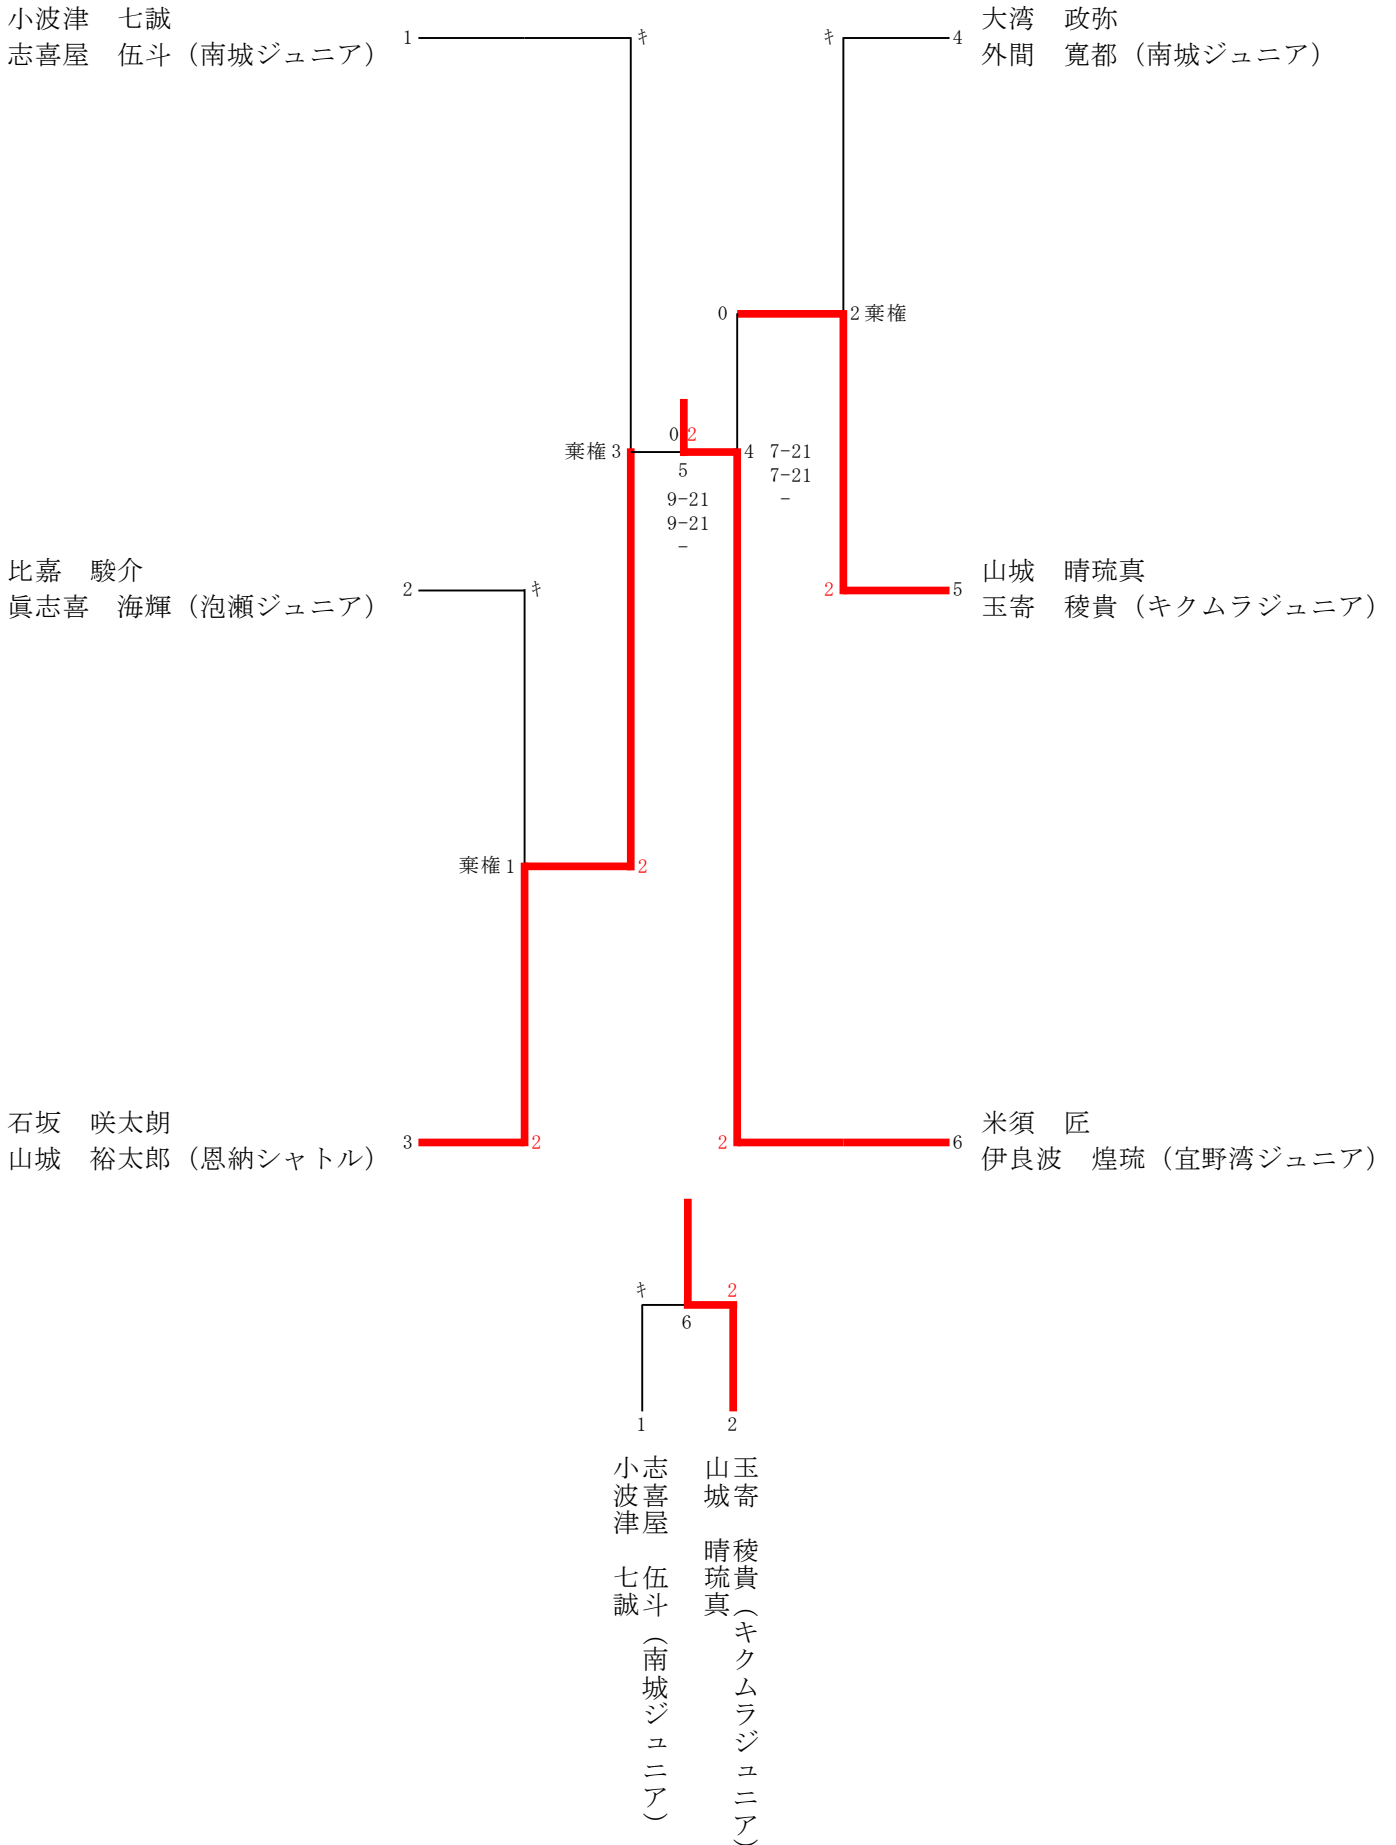 小波津　七誠
志喜屋　伍斗（南城ジュニア）
1
ｷ
ｷ
4
大湾　政弥
外間　寛都（南城ジュニア）
0
2 棄権
0 2
棄権 3
5
9-21
9-21
-
4
7-21
7-21
-
比嘉　駿介
眞志喜　海輝（泡瀬ジュニア）
2
ｷ
2
5
山城　晴琉真
玉寄　稜貴（キクムラジュニア）
棄権 1
2
石坂　咲太朗
山城　裕太郎（恩納シャトル）
3
2
2
6
米須　匠
伊良波　煌琉（宜野湾ジュニア）
ｷ
2
6
1
2
小波津　七誠
志喜屋　伍斗（南城ジュニア）
山城　晴琉真
玉寄　稜貴（キクムラジュニア）